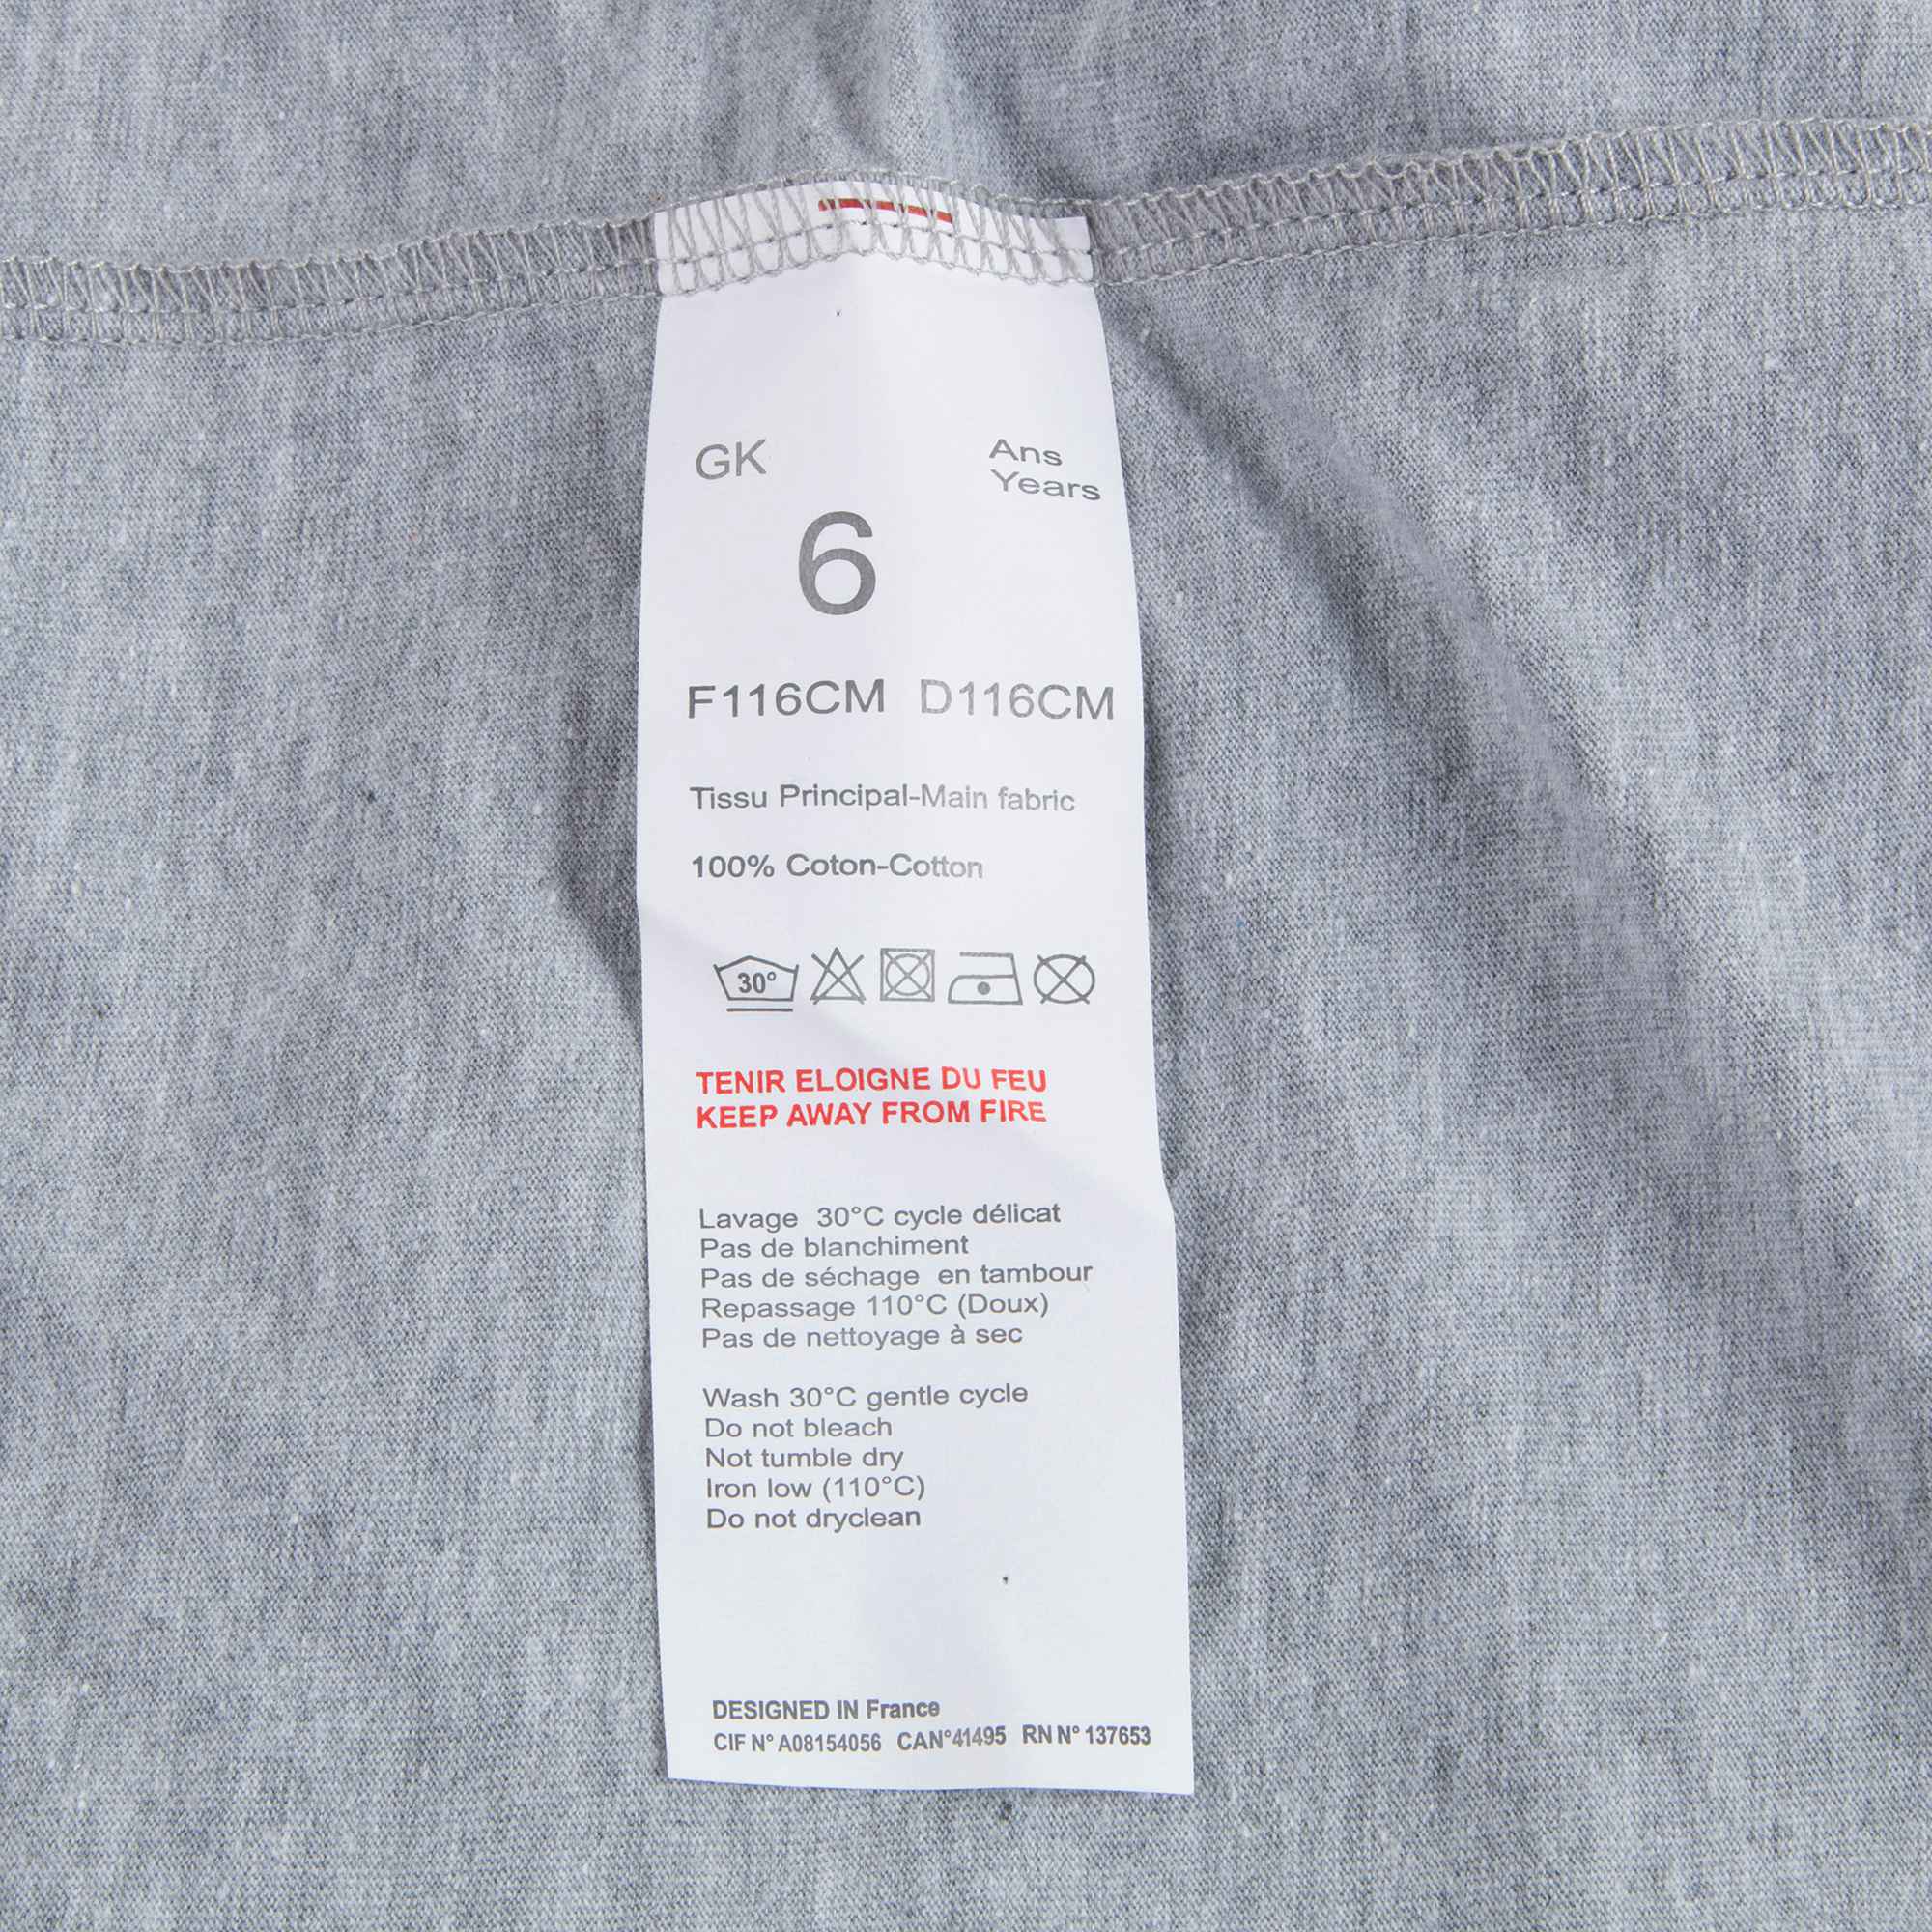 GK
Ans
Years
6
F116CM D116CM
Tissu Principal-Main fabric
100% Coton-Cotton
30°
TENIR ELOIGNE DU FEU
KEEP AWAY FROM FIRE
Lavage 30°C cycle délicat
Pas de blanchiment
Pas de séchage en tambour
Repassage 110°C (Doux)
Pas de nettoyage à sec
Wash 30°C gentle cycle
Do not bleach
Not tumble dry
Iron low (110°C)
Do not dryclean
DESIGNED IN France
CIF N° A08154056 CAN°41495 RN N° 137653